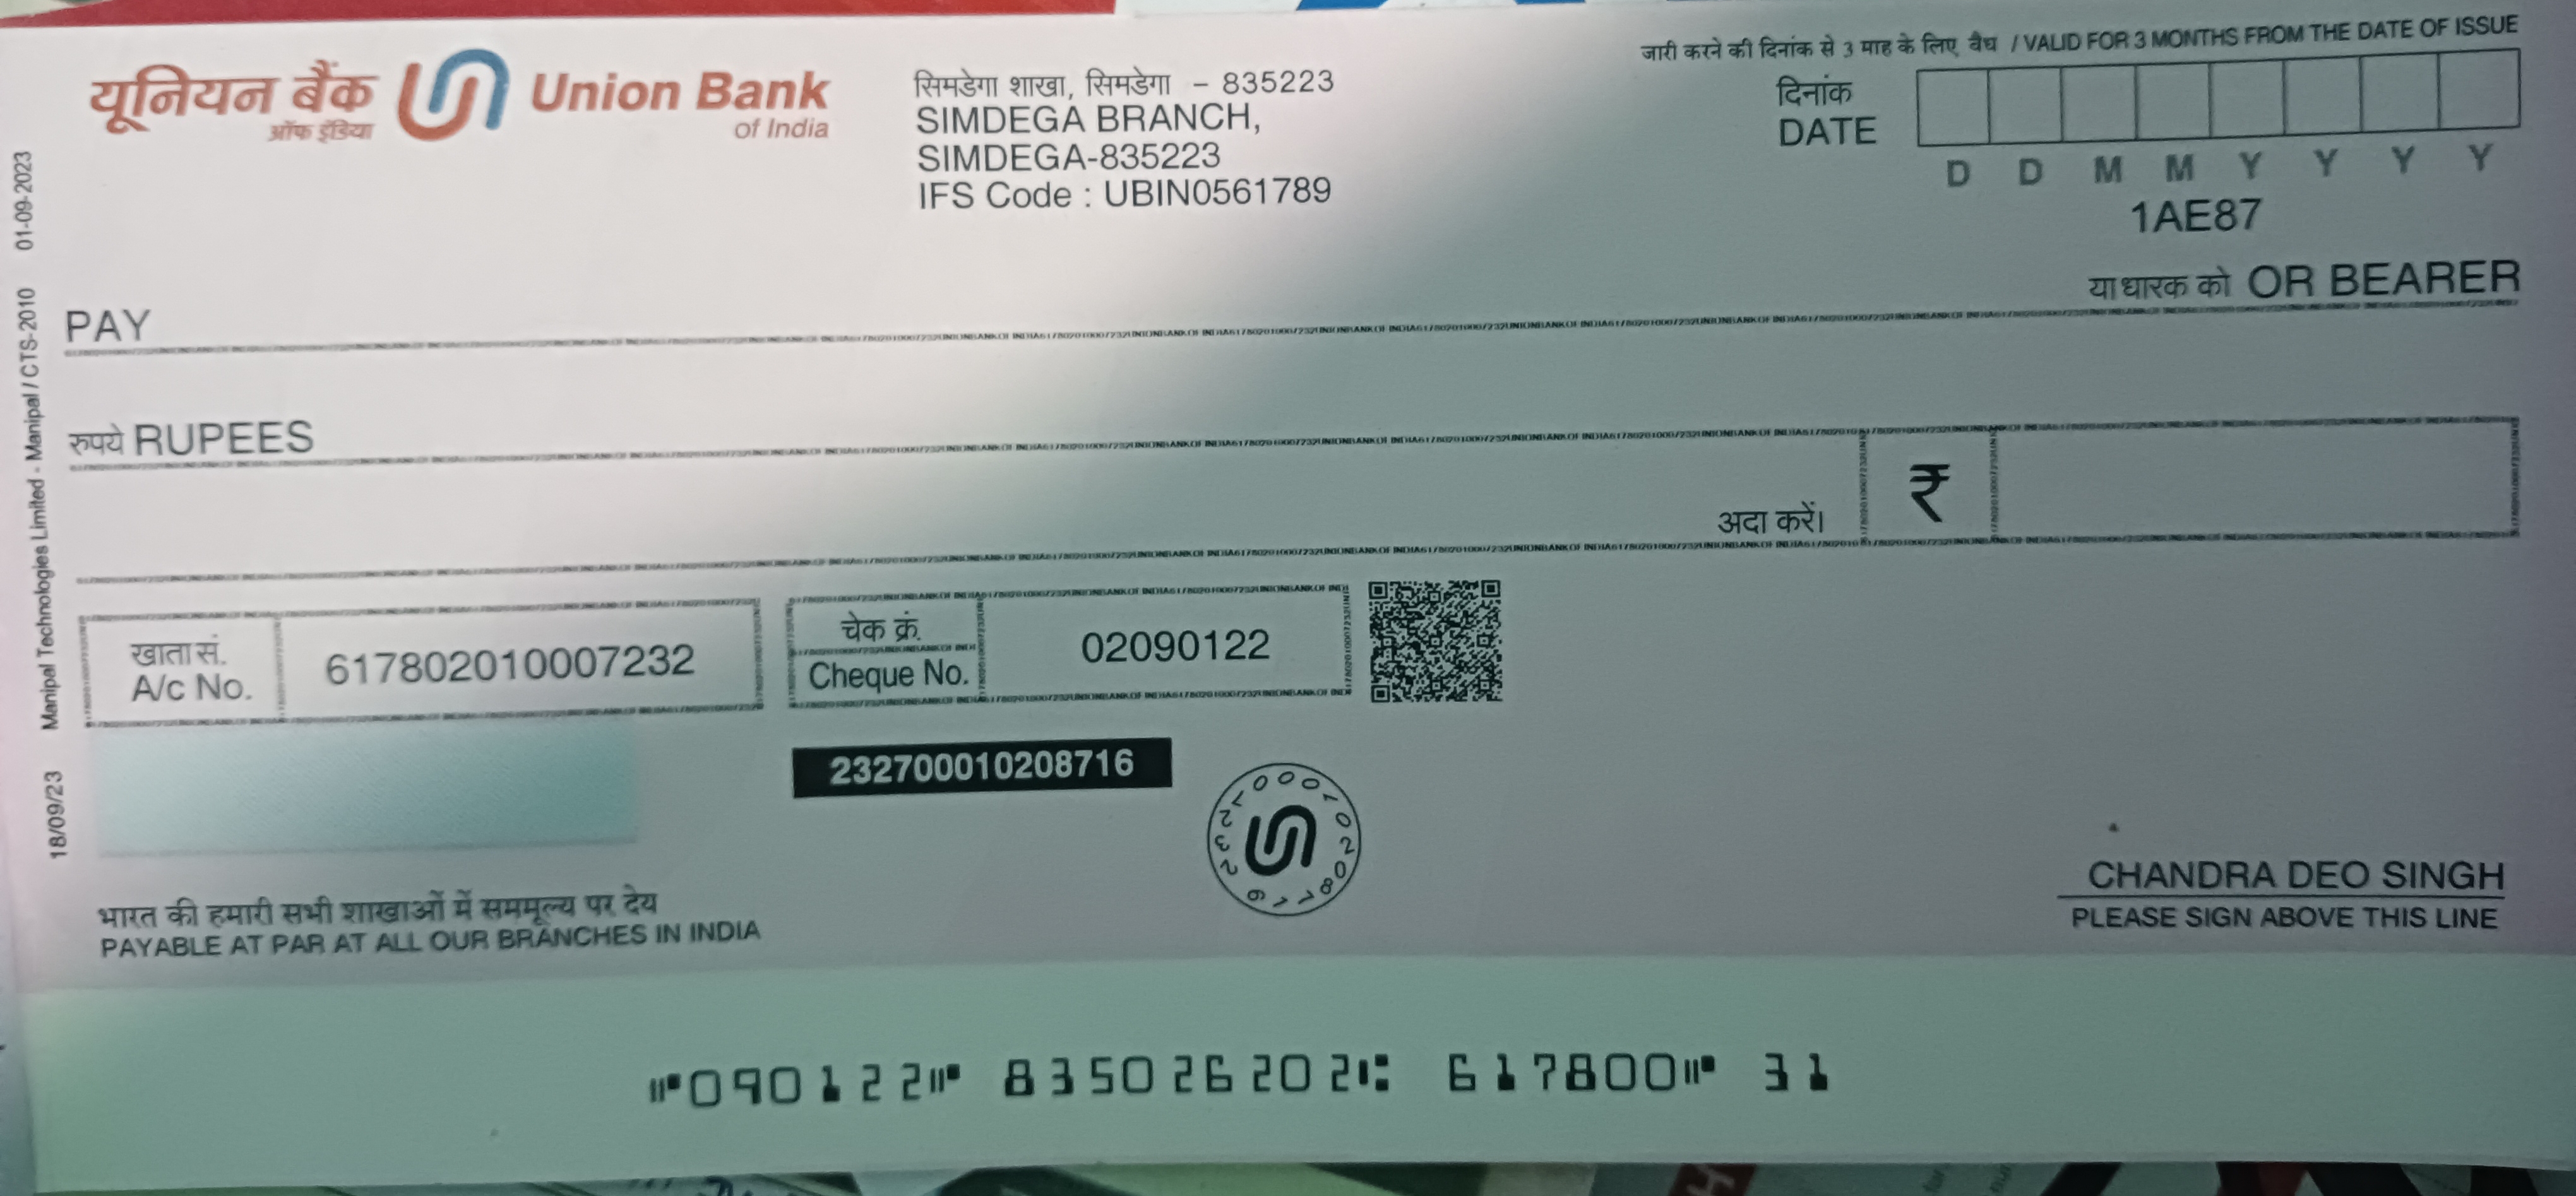 यूनियन बैंक
ऑफ इंडिया
Union Bank
of India
सिमडेगा शाखा, सिमडेगा - 835223
SIMDEGA BRANCH,
SIMDEGA-835223
IFS Code : UBIN0561789
जारी करने की दिनांक से 3 माह के लिए वैध / VALID FOR 3 MONTHS FROM THE DATE OF ISSUE
दिनांक
DATE
D D M M Y Y Y Y
1AE87
PAY
या धारक को OR BEARER
रुपये RUPEES
अदा करें।
₹
खाता सं.
A/c No.
617802010007232
चेक क्रं.
Cheque No.
02090122
232700010208716
232700010208716
CHANDRA DEO SINGH
PLEASE SIGN ABOVE THIS LINE
भारत की हमारी सभी शाखाओं में सममूल्य पर देय
PAYABLE AT PAR AT ALL OUR BRANCHES IN INDIA
⑈090122⑈ 835026202⑆ 617800⑈ 31
Manipal Technologies Limited - Manipal / CTS-2010 01-09-2023
18/09/23